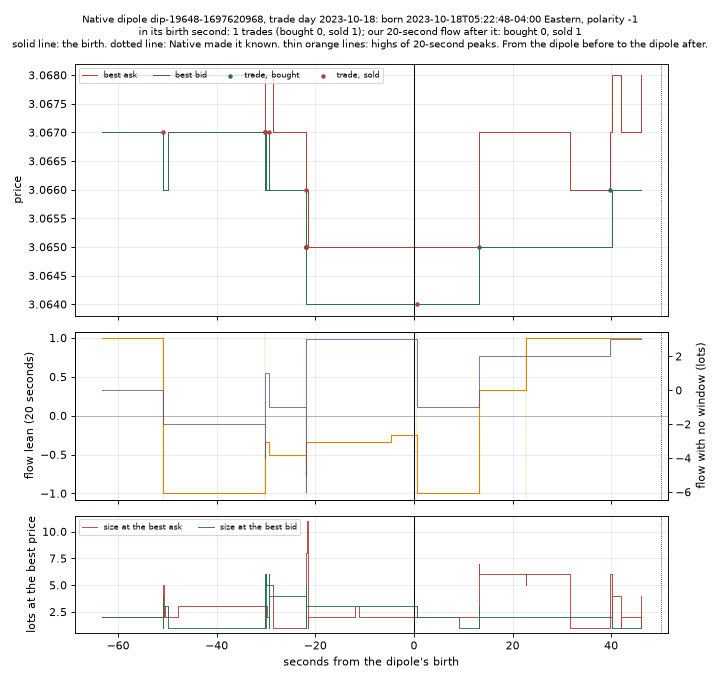 Native dipole dip-19648-1697620968, trade day 2023-10-18: born 2023-10-18T05:22:48-04:00 Eastern, polarity -1
in its birth second: 1 trades (bought 0, sold 1); our 20-second flow after it: bought 0, sold 1
solid line: the birth. dotted line: Native made it known. thin orange lines: highs of 20-second peaks. From the dipole before to the dipole after.
best ask best bid trade, bought trade, sold
3.0680
3.0675
3.0670
3.0665
3.0660
3.0655
3.0650
3.0645
3.0640
price
1.0
0.5
0.0
−0.5
−1.0
flow lean (20 seconds)
2
0
−2
−4
−6
flow with no window (lots)
size at the best ask size at the best bid
10.0
7.5
5.0
2.5
lots at the best price
−60 −40 −20 0 20 40
seconds from the dipole's birth